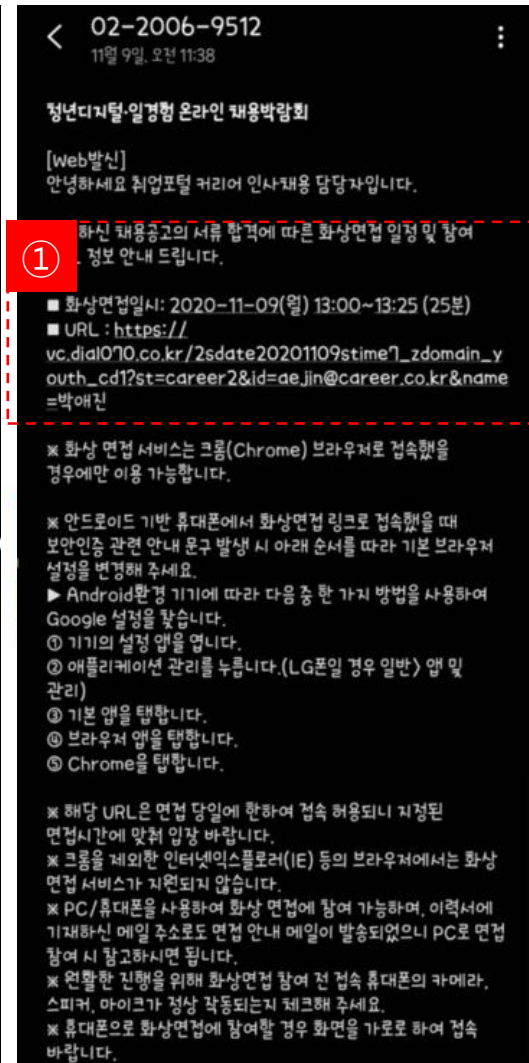 02-2006-9512
11월 9일, 오전 11:38
청년디지털·일경험 온라인 채용박람회
[Web발신]
안녕하세요 취업포털 커리어 인사채용 담당자입니다.
하신 채용공고의 서류 합격에 따른 화상면접 일정 및 참여
①
정보 안내 드립니다.
■ 화상면접일시: 2020-11-09(월) 13:00~13:25 (25분)
■ URL : https://
vc.dial070.co.kr/2sdate20201109stime7_zdomain_y
outh_cd1?st=career2&id=aejin@career.co.kr&name
=박애진
※ 화상 면접 서비스는 크롬(Chrome) 브라우저로 접속했을
경우에만 이용 가능합니다.
※ 안드로이드 기반 휴대폰에서 화상면접 링크로 접속했을 때
보안인증 관련 안내 문구 발생 시 아래 순서를 따라 기본 브라우저
설정을 변경해 주세요.
▶ Android환경 기기에 따라 다음 중 한 가지 방법을 사용하여
Google 설정을 찾습니다.
① 기기의 설정 앱을 엽니다.
② 애플리케이션 관리를 누릅니다.(LG폰일 경우 일반> 앱 및
관리)
③ 기본 앱을 탭합니다.
④ 브라우저 앱을 탭합니다.
⑤ Chrome을 탭합니다.
※ 해당 URL은 면접 당일에 한하여 접속 허용되니 지정된
면접시간에 맞춰 입장 바랍니다.
※ 크롬을 제외한 인터넷익스플로러(IE) 등의 브라우저에서는 화상
면접 서비스가 지원되지 않습니다.
※ PC/휴대폰을 사용하여 화상 면접에 참여 가능하며, 이력서에
기재하신 메일 주소로도 면접 안내 메일이 발송되었으니 PC로 면접
참여 시 참고하시면 됩니다.
※ 원활한 진행을 위해 화상면접 참여 전 접속 휴대폰의 카메라,
스피커, 마이크가 정상 작동되는지 체크해 주세요.
※ 휴대폰으로 화상면접에 참여할 경우 화면을 가로로 하여 접속
바랍니다.